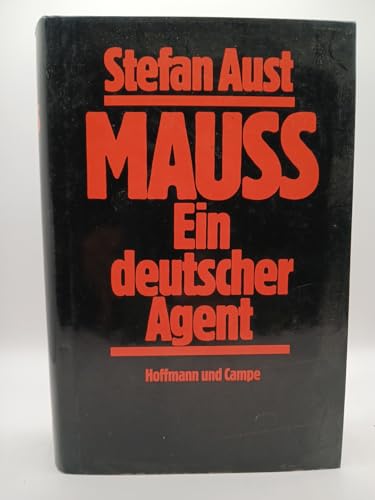 Stefan Aust
MAUSS
Ein
deutscher
Agent
Hoffmann und Campe